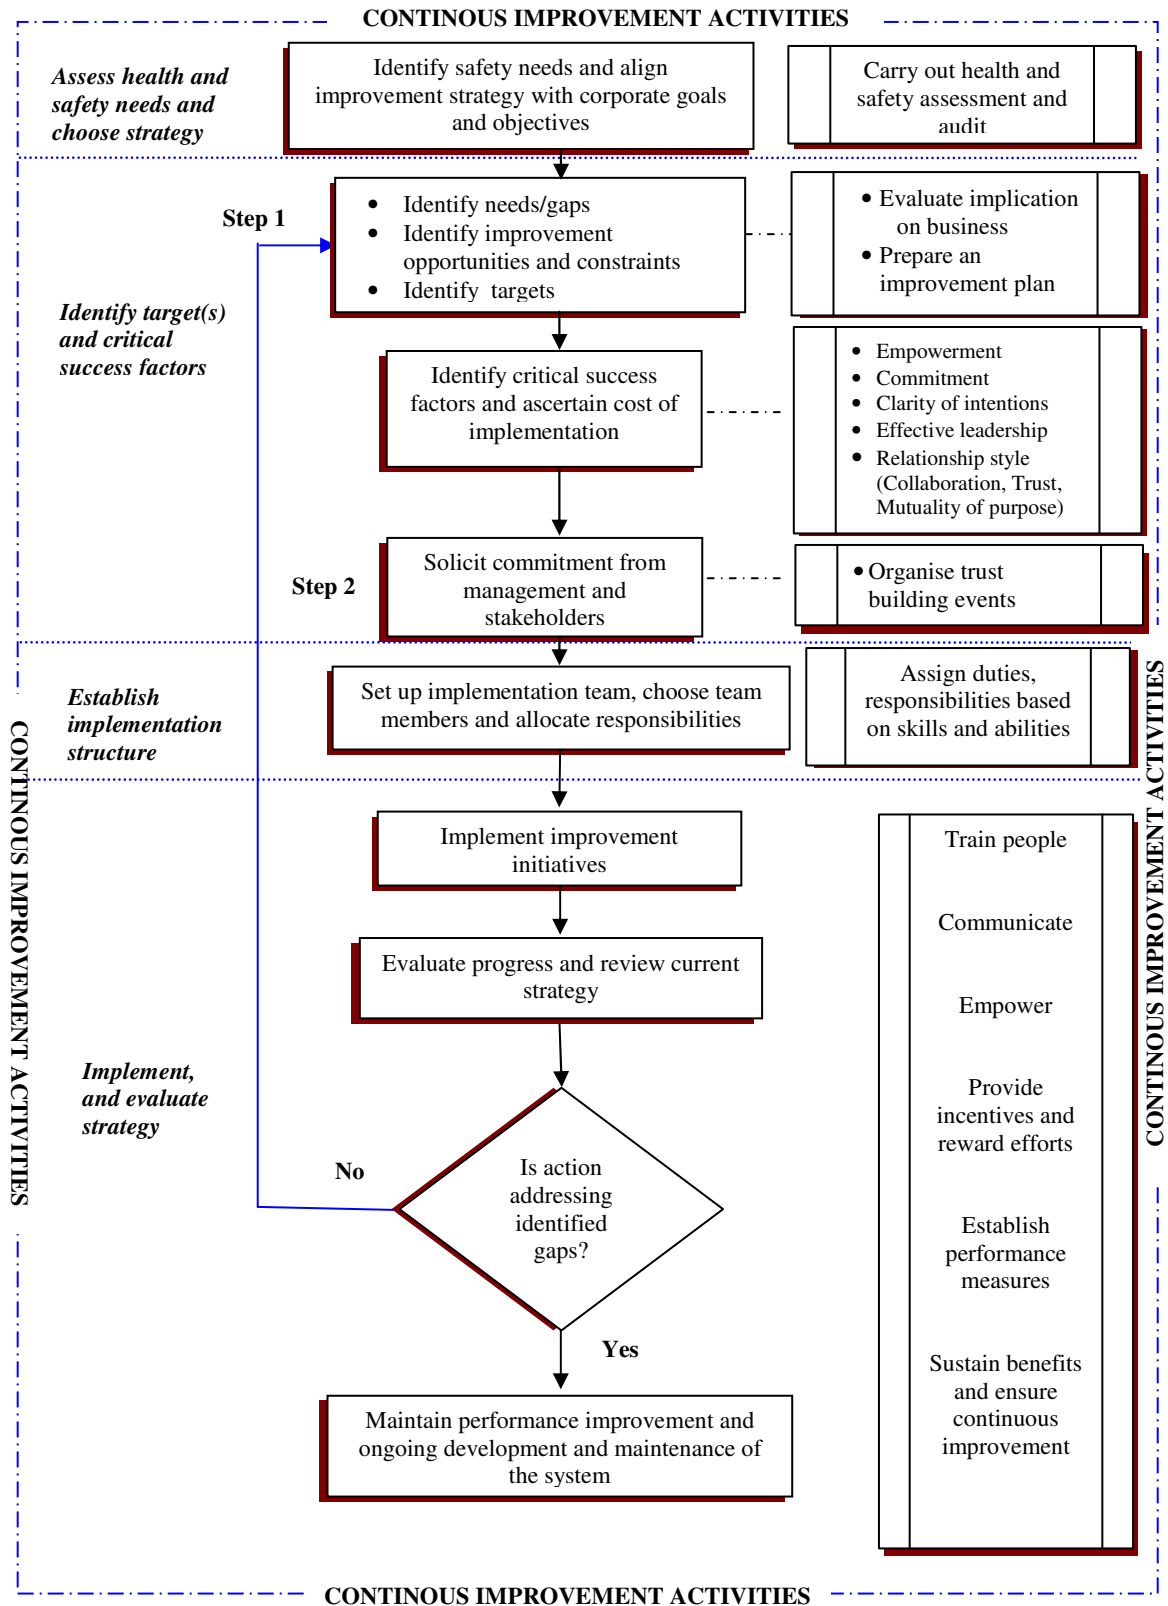 CONTINOUS IMPROVEMENT ACTIVITIES
Assess health and
safety needs and
choose strategy
Identify safety needs and align
improvement strategy with corporate goals
and objectives
Carry out health and
safety assessment and
audit
Step 1
• Identify needs/gaps
• Identify improvement
opportunities and constraints
• Identify targets
• Evaluate implication
on business
• Prepare an
improvement plan
Identify target(s)
and critical
success factors
Identify critical success
factors and ascertain cost of
implementation
• Empowerment
• Commitment
• Clarity of intentions
• Effective leadership
• Relationship style
(Collaboration, Trust,
Mutuality of purpose)
Step 2
Solicit commitment from
management and
stakeholders
• Organise trust
building events
Establish
implementation
structure
Set up implementation team, choose team
members and allocate responsibilities
Assign duties,
responsibilities based
on skills and abilities
CONTINOUS IMPROVEMENT ACTIVITIES
CONTINOUS IMPROVEMENT ACTIVITIES
Implement improvement
initiatives
Evaluate progress and review current
strategy
Implement,
and evaluate
strategy
No
Is action
addressing
identified
gaps?
Yes
Maintain performance improvement and
ongoing development and maintenance of
the system
Train people
Communicate
Empower
Provide
incentives and
reward efforts
Establish
performance
measures
Sustain benefits
and ensure
continuous
improvement
CONTINOUS IMPROVEMENT ACTIVITIES